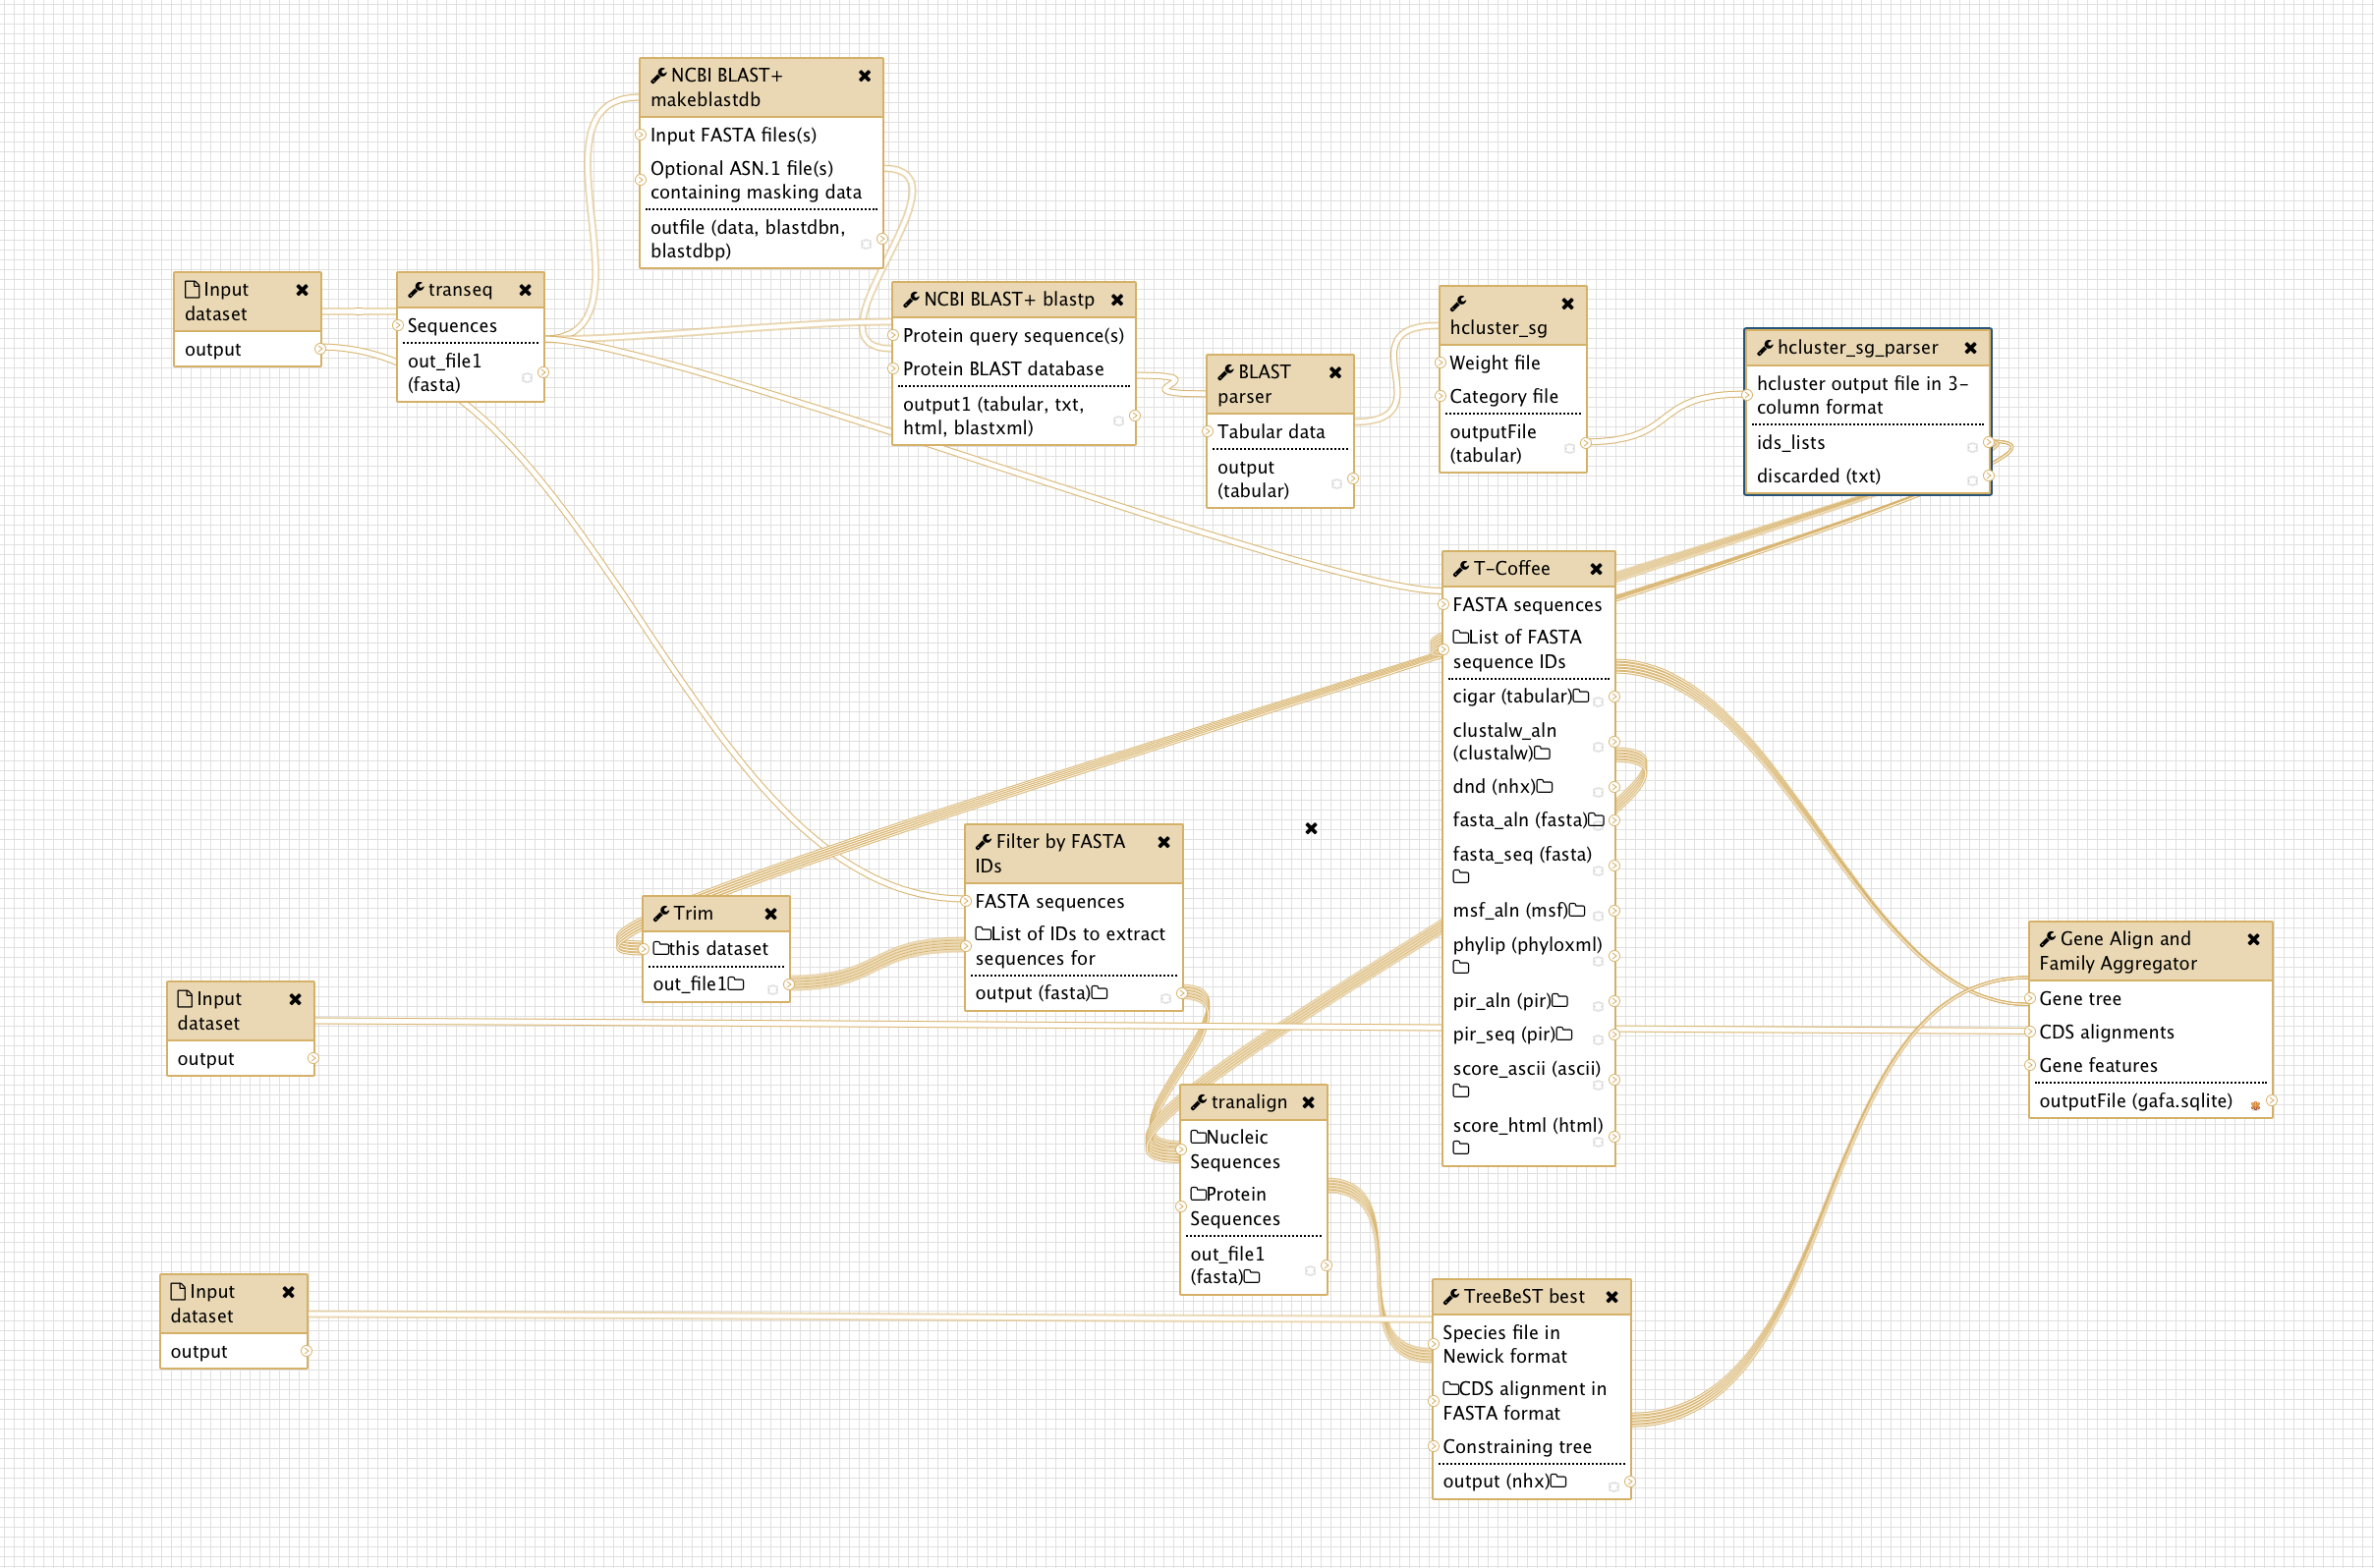 NCBI BLAST+
makeblastdb
Input FASTA files(s)
Optional ASN.1 file(s)
containing masking data
outfile (data, blastdbn,
blastdbp)
Input
dataset
output
transeq
Sequences
out_file1
(fasta)
NCBI BLAST+ blastp
Protein query sequence(s)
Protein BLAST database
output1 (tabular, txt,
html, blastxml)
BLAST
parser
Tabular data
output
(tabular)
hcluster_sg
Weight file
Category file
outputFile
(tabular)
hcluster_sg_parser
hcluster output file in 3-
column format
ids_lists
discarded (txt)
T-Coffee
FASTA sequences
List of FASTA
sequence IDs
cigar (tabular)
clustalw_aln
(clustalw)
dnd (nhx)
fasta_aln (fasta)
fasta_seq (fasta)
msf_aln (msf)
phylip (phyloxml)
pir_aln (pir)
pir_seq (pir)
score_ascii (ascii)
score_html (html)
Filter by FASTA
IDs
FASTA sequences
List of IDs to extract
sequences for
output (fasta)
Trim
this dataset
out_file1
Input
dataset
output
Gene Align and
Family Aggregator
Gene tree
CDS alignments
Gene features
outputFile (gafa.sqlite)
tranalign
Nucleic
Sequences
Protein
Sequences
out_file1
(fasta)
Input
dataset
output
TreeBeST best
Species file in
Newick format
CDS alignment in
FASTA format
Constraining tree
output (nhx)